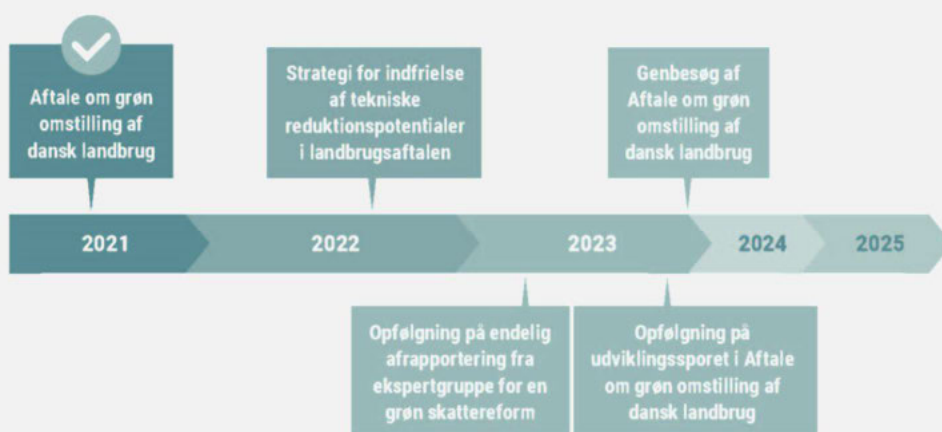 Aftale om grøn
omstilling af
dansk landbrug
Strategi for indfrielse
af tekniske
reduktionspotentialer
i landbrugsaftalen
Genbesøg af
Aftale om grøn
omstilling af
dansk landbrug
2021
2022
2023
2024
2025
Opfølgning på endelig
afrapportering fra
ekspertgruppe for en
grøn skattereform
Opfølgning på
udviklingssporet i Aftale
om grøn omstilling af
dansk landbrug